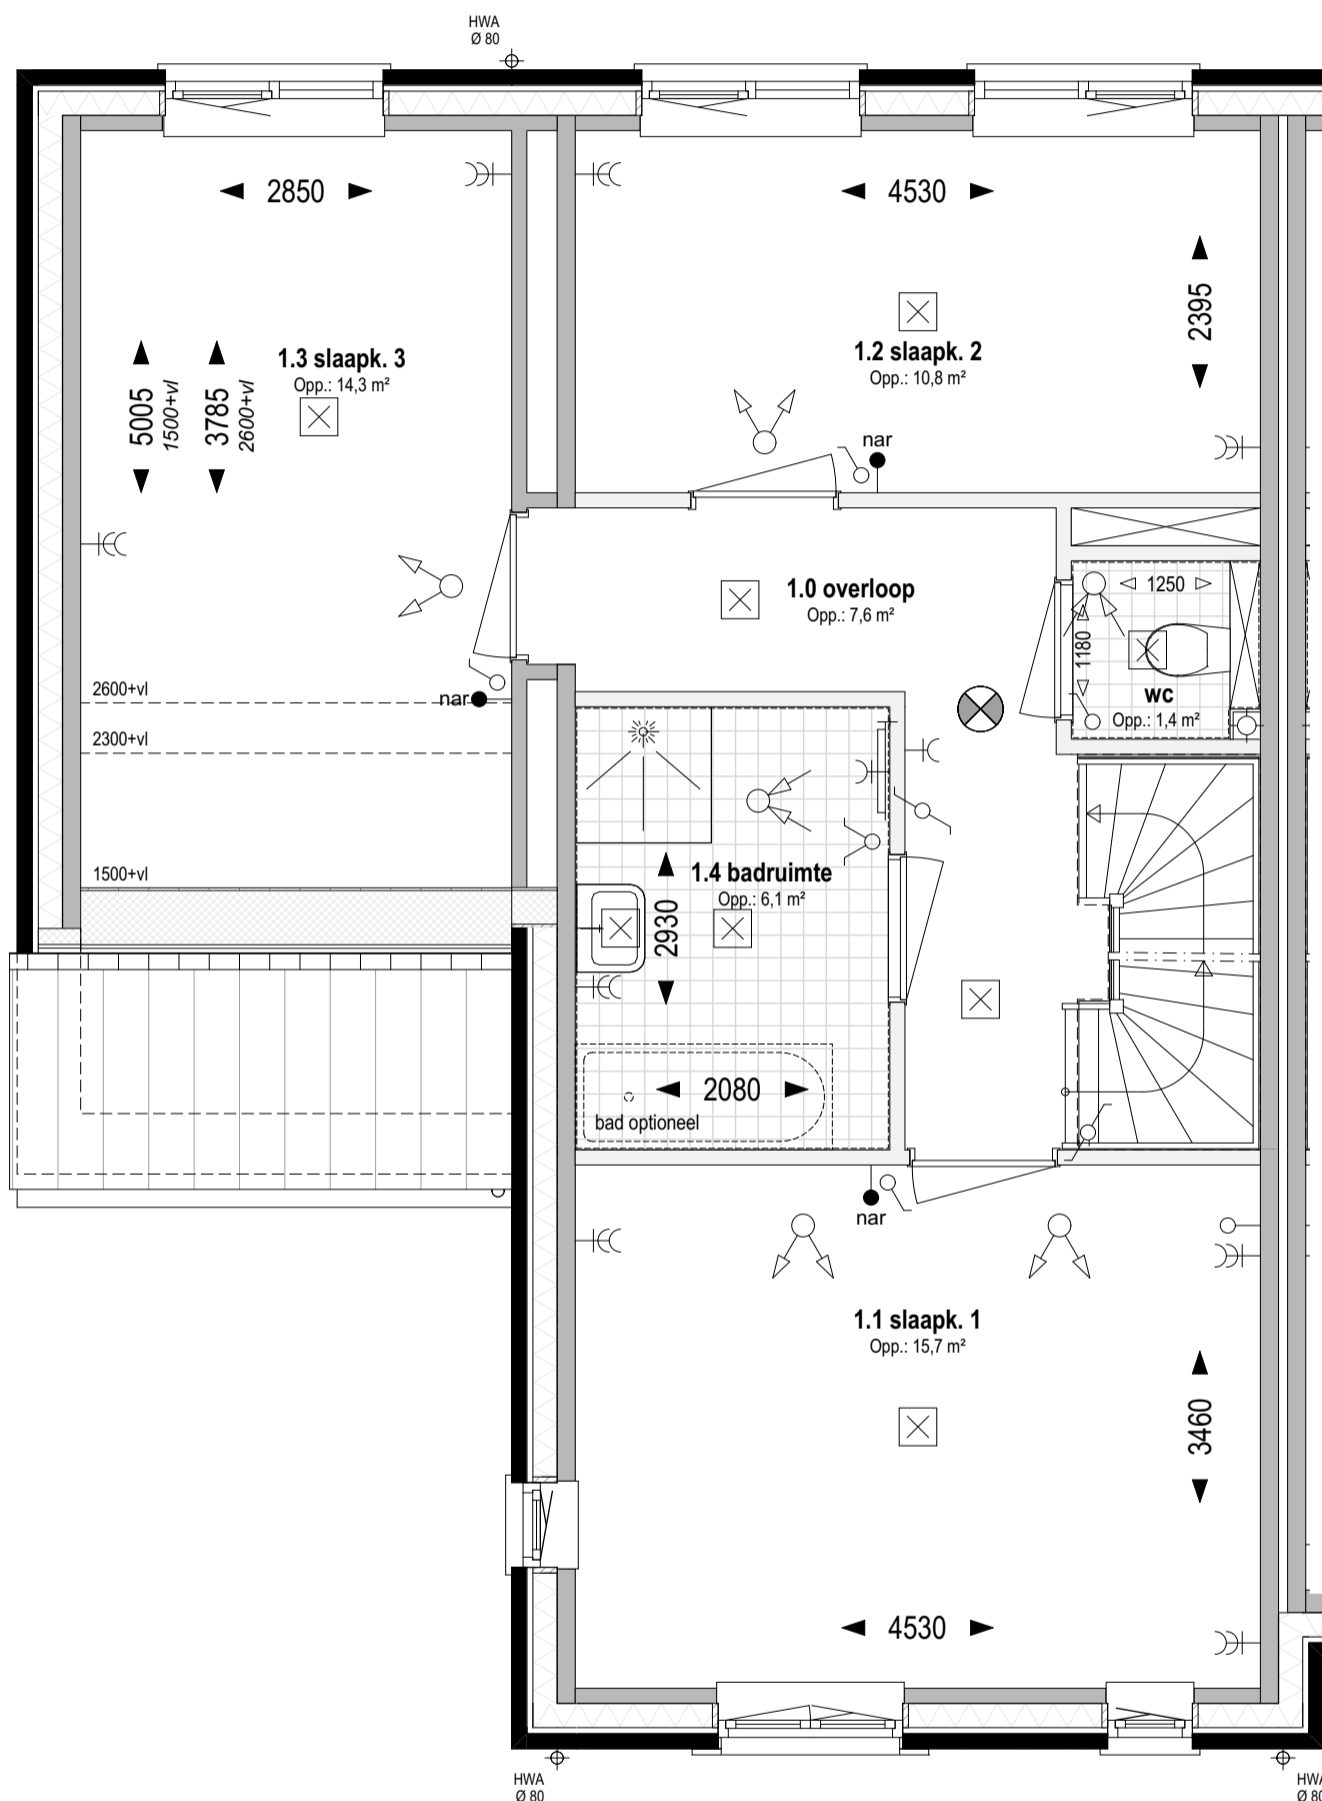 HWA
Ø 80
2850
4530
2395
1.3 slaapk. 3
Opp.: 14,3 m²
1.2 slaapk. 2
Opp.: 10,8 m²
5005
1500+vl
3785
2600+vl
nar
1.0 overloop
Opp.: 7,6 m²
1250
1180
wc
Opp.: 1,4 m²
2600+vl
nar
2300+vl
1500+vl
1.4 badruimte
Opp.: 6,1 m²
2930
2080
bad optioneel
nar
1.1 slaapk. 1
Opp.: 15,7 m²
3460
4530
HWA
Ø 80
HWA
Ø 80